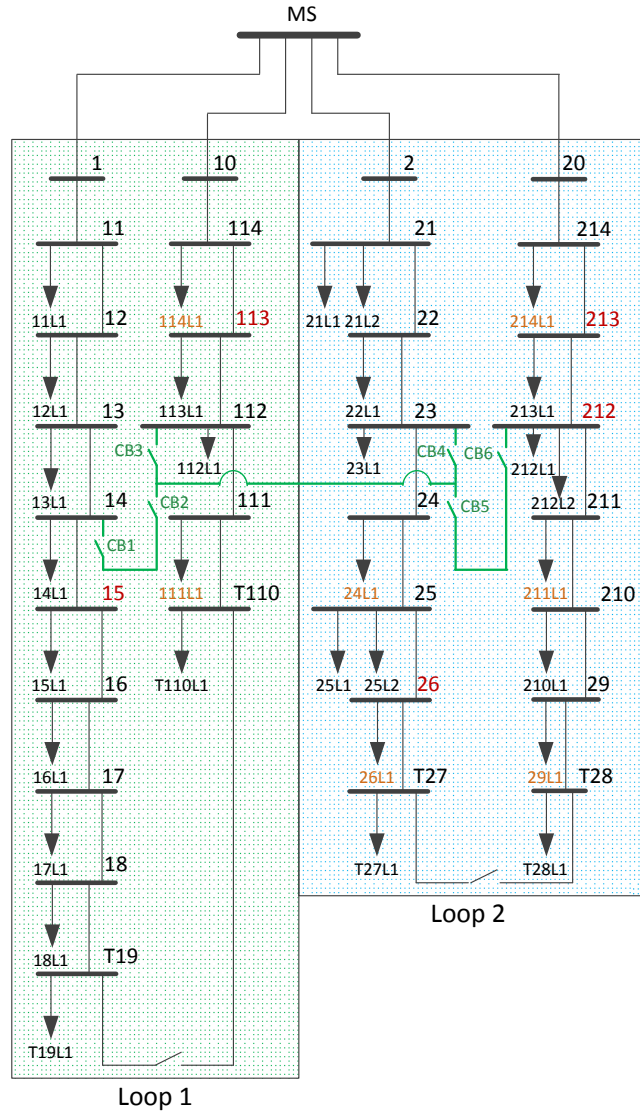 MS
1 10 2 20
11 114 21 214
11L1 12 114L1 113 21L1 21L2 22 214L1 213
12L1 13 113L1 112 22L1 23 213L1 212
CB3 112L1 23L1 CB4 CB6 212L1
13L1 14 CB2 111 24 CB5 212L2 211
CB1
14L1 15 111L1 T110 24L1 25 211L1 210
15L1 16 T110L1 25L1 25L2 26 210L1 29
16L1 17 26L1 T27 29L1 T28
17L1 18 T27L1 T28L1
Loop 2
18L1 T19
T19L1
Loop 1